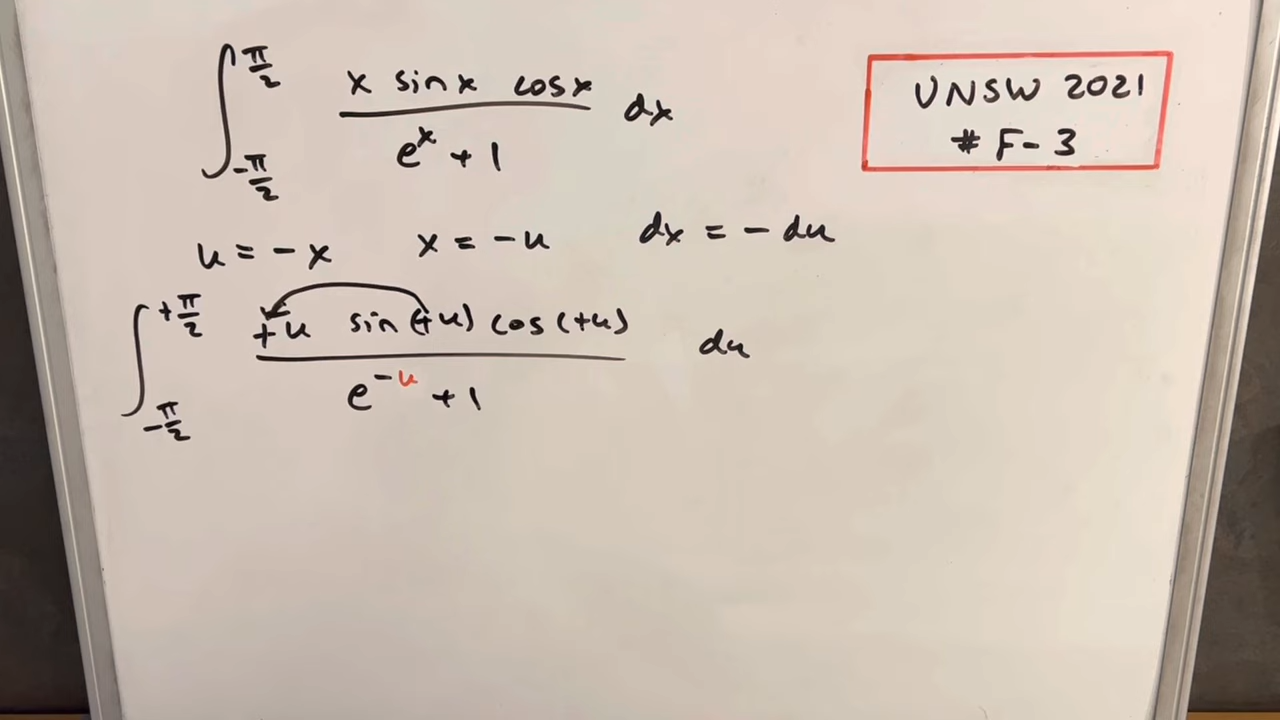 ∫_{-π/2}^{π/2} (x sin x cos x)/(e^x + 1) dx
UNSW 2021
# F-3
u = -x x = -u dx = -du
∫_{-π/2}^{+π/2} (+u sin(+u) cos(+u))/(e^{-u} + 1) du